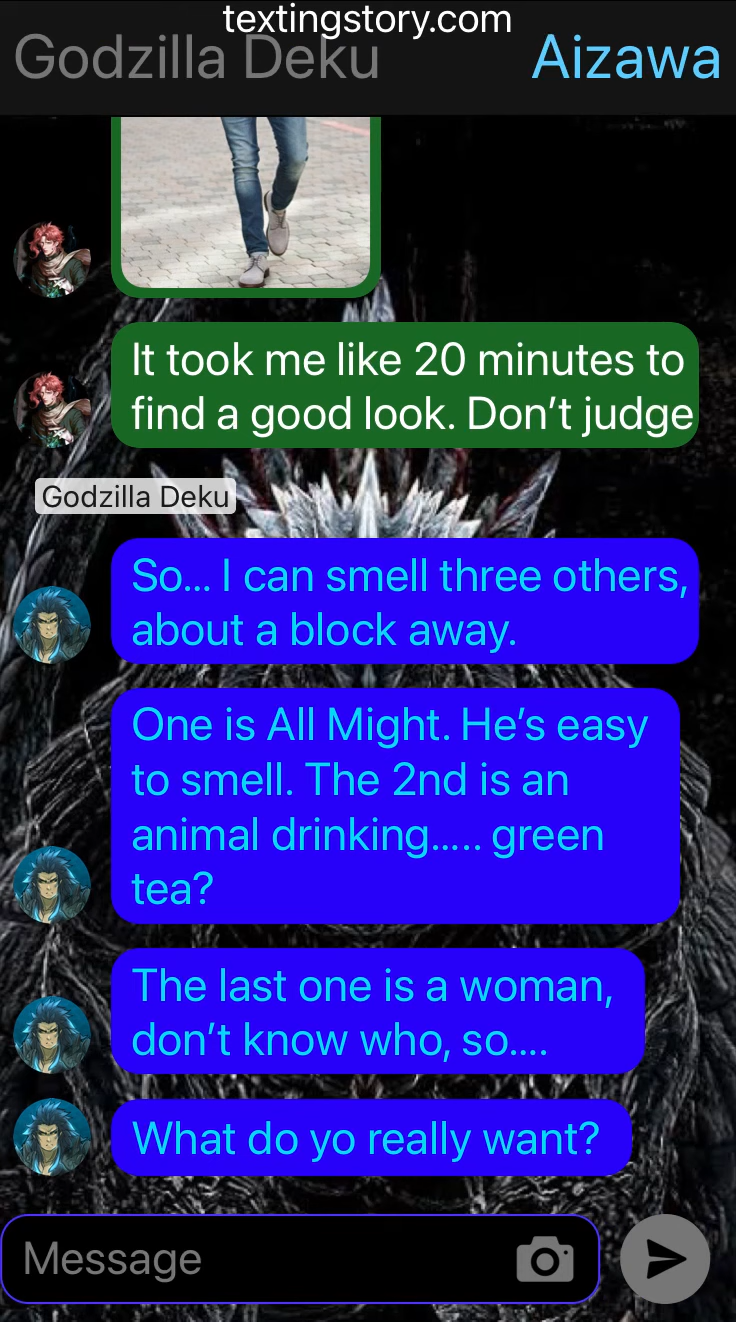 textingstory.com
Godzilla Deku
Aizawa
It took me like 20 minutes to
find a good look. Don’t judge
Godzilla Deku
So... I can smell three others,
about a block away.
One is All Might. He’s easy
to smell. The 2nd is an
animal drinking..... green
tea?
The last one is a woman,
don’t know who, so....
What do yo really want?
Message